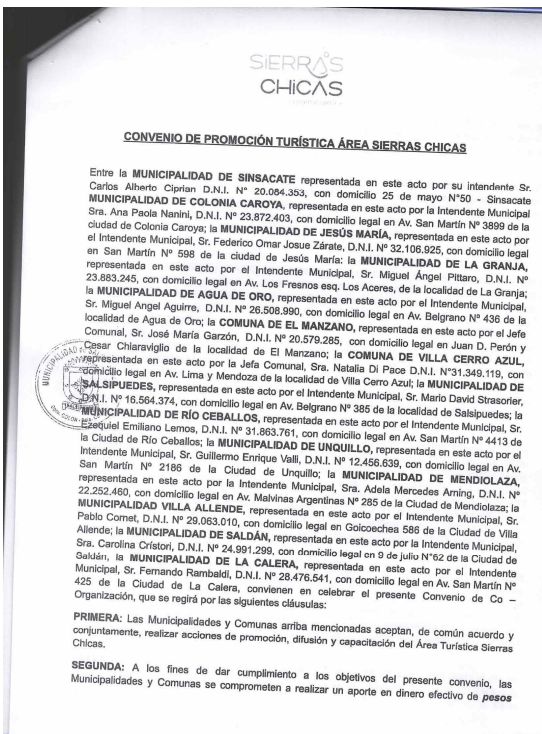 SIERRAS
CHiCAS
CONVENIO DE PROMOCIÓN TURÍSTICA ÁREA SIERRAS CHICAS
Entre la MUNICIPALIDAD DE SINSACATE representada en este acto por su intendente Sr.
Carlos Alberto Ciprian D.N.I. N° 20.084.353, con domicilio 25 de mayo N°50 - Sinsacate
MUNICIPALIDAD DE COLONIA CAROYA, representada en este acto por la Intendente Municipal
Sra. Ana Paola Nanini, D.N.I. N° 23.872.403, con domicilio legal en Av. San Martín N° 3899 de la
ciudad de Colonia Caroya; la MUNICIPALIDAD DE JESÚS MARÍA, representada en este acto por
el Intendente Municipal, Sr. Federico Omar Josue Zárate, D.N.I. N° 32.106.925, con domicilio legal
en San Martín N° 598 de la ciudad de Jesús María: la MUNICIPALIDAD DE LA GRANJA,
representada en este acto por el Intendente Municipal, Sr. Miguel Ángel Pittaro, D.N.I. N°
23.683.245, con domicilio legal en Av. Los Fresnos esq. Los Aceres, de la localidad de La Granja;
la MUNICIPALIDAD DE AGUA DE ORO, representada en este acto por el Intendente Municipal,
Sr. Miguel Angel Aguirre, D.N.I. N° 26.508.990, con domicilio legal en Av. Belgrano N° 436 de la
localidad de Agua de Oro; la COMUNA DE EL MANZANO, representada en este acto por el Jefe
Comunal, Sr. José María Garzón, D.N.I. N° 20.579.285, con domicilio legal en Juan D. Perón y
Cesar Chiaraviglio de la localidad de El Manzano; la COMUNA DE VILLA CERRO AZUL,
representada en este acto por la Jefa Comunal, Sra. Natalia Di Pace D.N.I. N°31.349.119, con
domicilio legal en Av. Lima y Mendoza de la localidad de Villa Cerro Azul; la MUNICIPALIDAD DE
SALSIPUEDES, representada en este acto por el Intendente Municipal, Sr. Mario David Strasorier,
D.N.I. N° 16.564.374, con domicilio legal en Av. Belgrano N° 385 de la localidad de Salsipuedes; la
MUNICIPALIDAD DE RÍO CEBALLOS, representada en este acto por el Intendente Municipal, Sr.
Ezequiel Emiliano Lemos, D.N.I. N° 31.863.761, con domicilio legal en Av. San Martín N° 4413 de
la Ciudad de Río Ceballos; la MUNICIPALIDAD DE UNQUILLO, representada en este acto por el
Intendente Municipal, Sr. Guillermo Enrique Valli, D.N.I. N° 12.456.639, con domicilio legal en Av.
San Martín N° 2186 de la Ciudad de Unquillo; la MUNICIPALIDAD DE MENDIOLAZA,
representada en este acto por la Intendente Municipal, Sra. Adela Mercedes Arning, D.N.I. N°
22.252.460, con domicilio legal en Av. Malvinas Argentinas N° 285 de la Ciudad de Mendiolaza; la
MUNICIPALIDAD VILLA ALLENDE, representada en este acto por el Intendente Municipal, Sr.
Pablo Cornet, D.N.I. N° 29.063.010, con domicilio legal en Goicoechea 586 de la Ciudad de Villa
Allende; la MUNICIPALIDAD DE SALDÁN, representada en este acto por la Intendente Municipal,
Sra. Carolina Crístori, D.N.I. N° 24.991.299, con domicilio legal en 9 de julio N°62 de la Ciudad de
Saldán, la MUNICIPALIDAD DE LA CALERA, representada en este acto por el Intendente
Municipal, Sr. Fernando Rambaldi, D.N.I. N° 28.476.541, con domicilio legal en Av. San Martín N°
425 de la Ciudad de La Calera, convienen en celebrar el presente Convenio de Co –
Organización, que se regirá por las siguientes cláusulas:
PRIMERA: Las Municipalidades y Comunas arriba mencionadas aceptan, de común acuerdo y
conjuntamente, realizar acciones de promoción, difusión y capacitación del Área Turística Sierras
Chicas.
SEGUNDA: A los fines de dar cumplimiento a los objetivos del presente convenio, las
Municipalidades y Comunas se comprometen a realizar un aporte en dinero efectivo de pesos
MUNICIPALIDAD